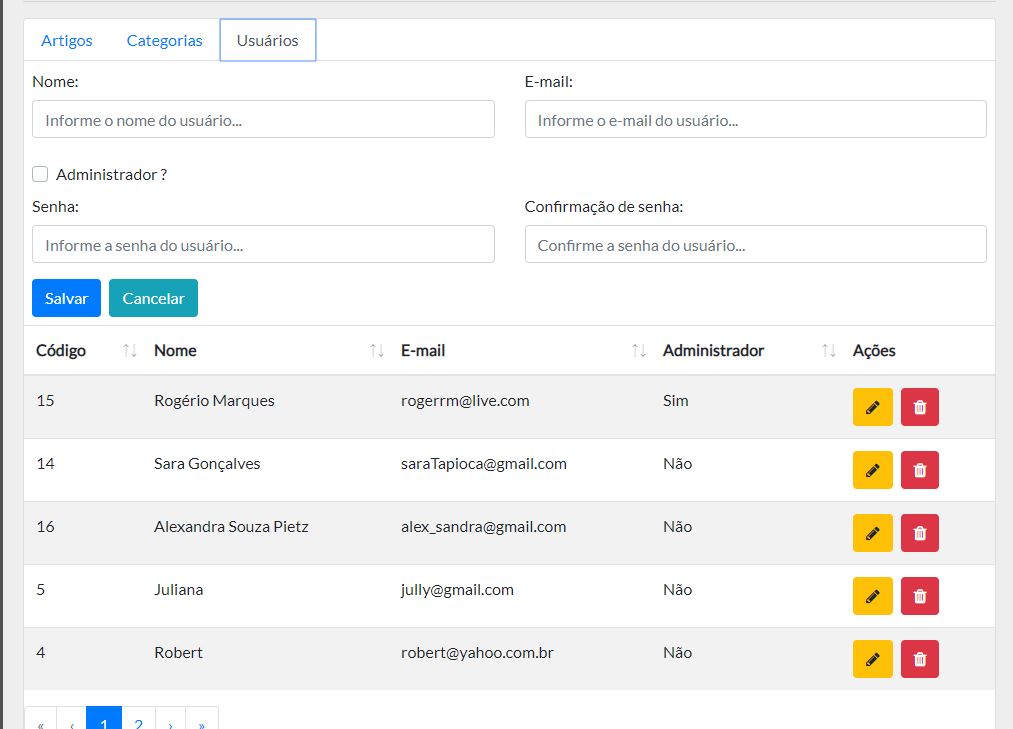 Artigos Categorias Usuários
Nome: E-mail:
Informe o nome do usuário... Informe o e-mail do usuário...
Administrador ?
Senha: Confirmação de senha:
Informe a senha do usuário... Confirme a senha do usuário...
Salvar Cancelar
Código ↑↓ Nome ↑↓ E-mail ↑↓ Administrador ↑↓ Ações
15 Rogério Marques rogerrm@live.com Sim
14 Sara Gonçalves saraTapioca@gmail.com Não
16 Alexandra Souza Pietz alex_sandra@gmail.com Não
5 Juliana jully@gmail.com Não
4 Robert robert@yahoo.com.br Não
« ‹ 1 2 › »